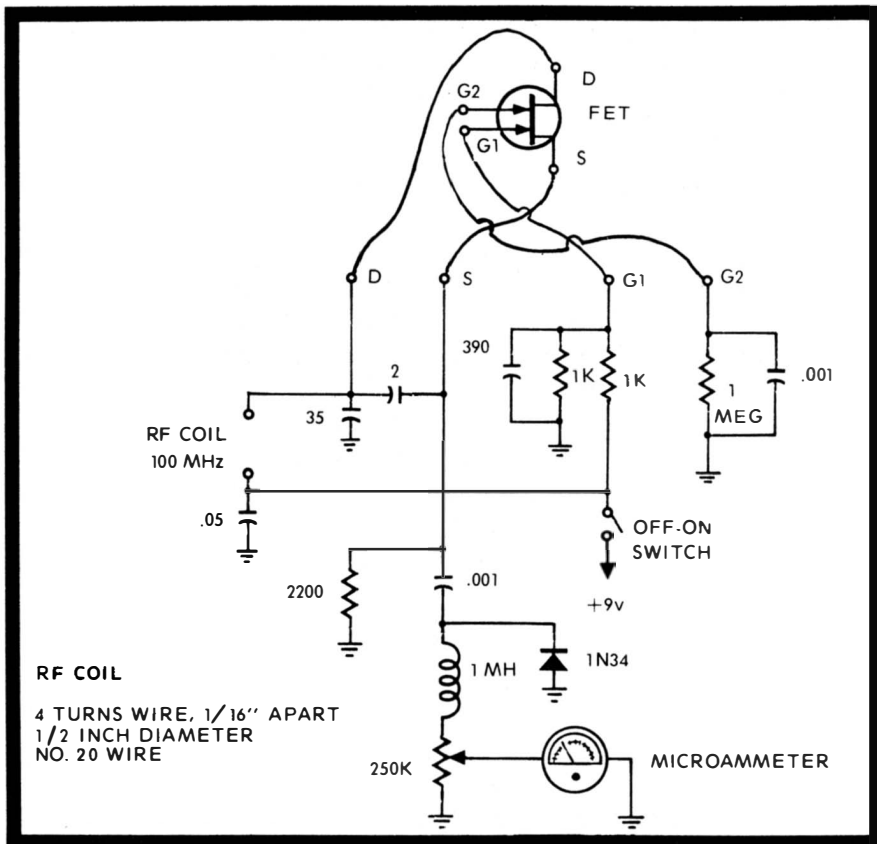 D
G2
FET
G1
S
D
S
G1
G2
390
1K
1K
1
MEG
.001
2
35
RF COIL
100 MHz
.05
OFF-ON
SWITCH
+9v
2200
.001
1 MH
1N34
RF COIL
4 TURNS WIRE, 1/16" APART
1/2 INCH DIAMETER
NO. 20 WIRE
250K
MICROAMMETER